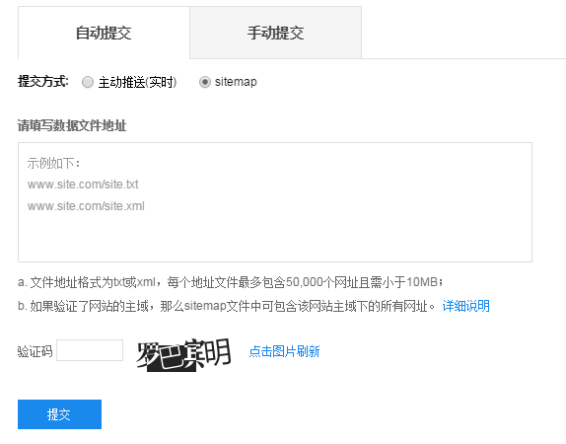 自动提交
手动提交
提交方式: 主动推送(实时) sitemap
请填写数据文件地址
示例如下：
www.site.com/site.txt
www.site.com/site.xml
a. 文件地址格式为txt或xml，每个地址文件最多包含50,000个网址且需小于10MB；
b. 如果验证了网站的主域，那么sitemap文件中可包含该网站主域下的所有网址。 详细说明
验证码 罗巴宾明 点击图片刷新
提交